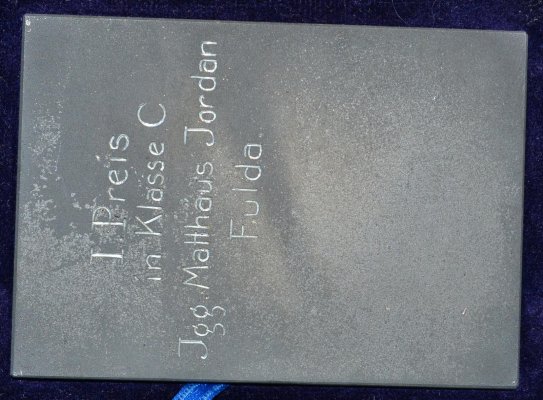 I Preis
in Klasse C
Jgg. Matthäus Jordan
Fulda